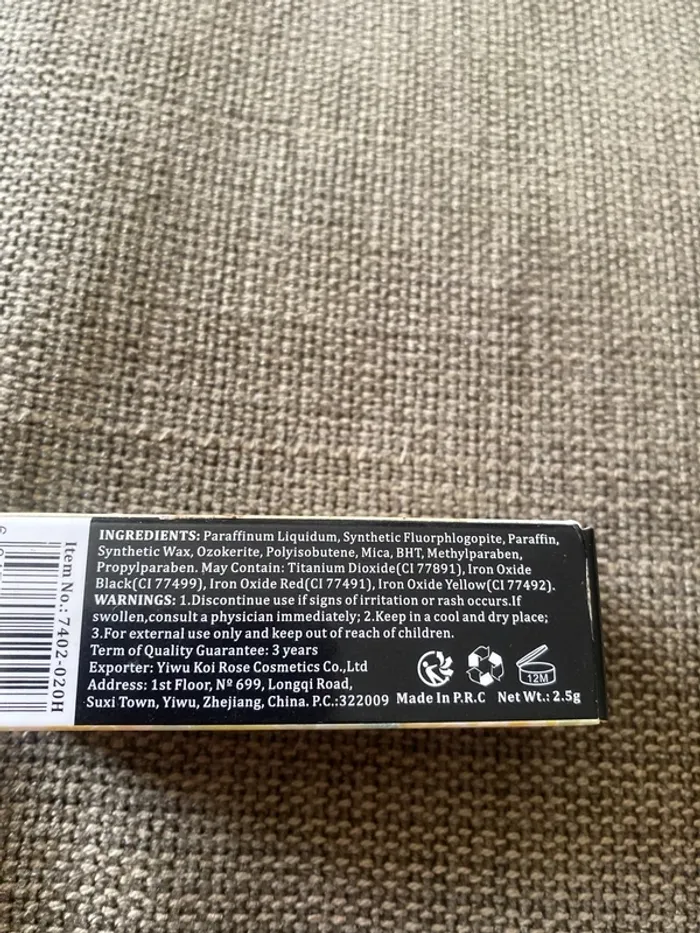 INGREDIENTS: Paraffinum Liquidum, Synthetic Fluorphlogopite, Paraffin,
Synthetic Wax, Ozokerite, Polyisobutene, Mica, BHT, Methylparaben,
Propylparaben. May Contain: Titanium Dioxide(CI 77891), Iron Oxide
Black(CI 77499), Iron Oxide Red(CI 77491), Iron Oxide Yellow(CI 77492).
WARNINGS: 1.Discontinue use if signs of irritation or rash occurs.If
swollen,consult a physician immediately; 2.Keep in a cool and dry place;
3.For external use only and keep out of reach of children.
Term of Quality Guarantee: 3 years
Exporter: Yiwu Koi Rose Cosmetics Co.,Ltd
Address: 1st Floor, № 699, Longqi Road,
Suxi Town, Yiwu, Zhejiang, China. P.C.:322009
Made In P.R.C
12M
Net Wt.: 2.5g
Item No.: 7402-020H